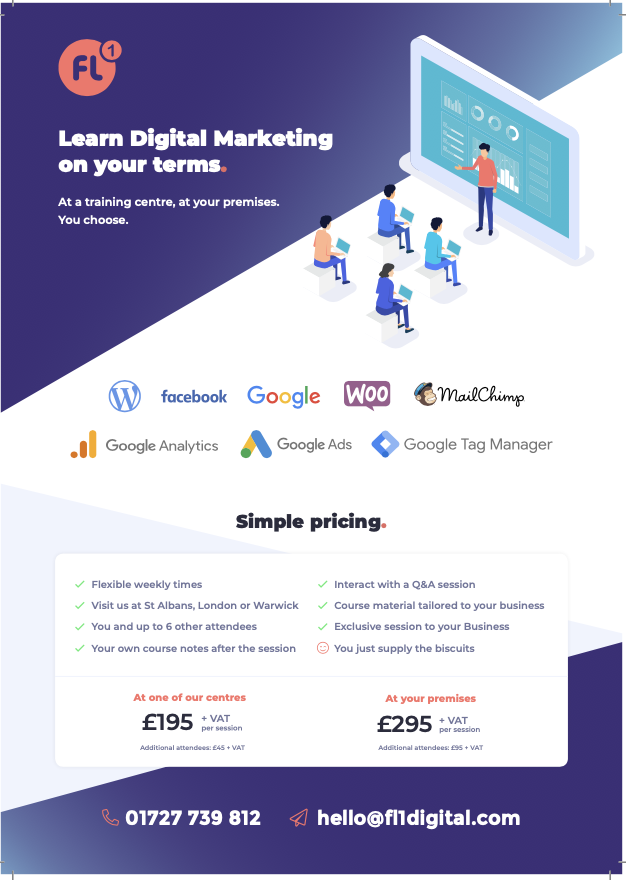 FL 1
Learn Digital Marketing
on your terms.
At a training centre, at your premises.
You choose.
facebook
Google
WOO
MailChimp
Google Analytics
Google Ads
Google Tag Manager
Simple pricing.
Flexible weekly times
Visit us at St Albans, London or Warwick
You and up to 6 other attendees
Your own course notes after the session
Interact with a Q&A session
Course material tailored to your business
Exclusive session to your Business
You just supply the biscuits
At one of our centres
£195 + VAT
per session
Additional attendees: £45 + VAT
At your premises
£295 + VAT
per session
Additional attendees: £95 + VAT
01727 739 812
hello@fl1digital.com